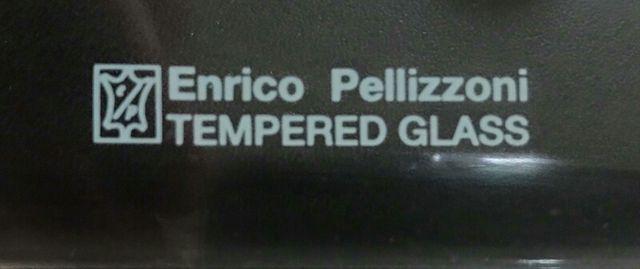 Enrico Pellizzoni
TEMPERED GLASS